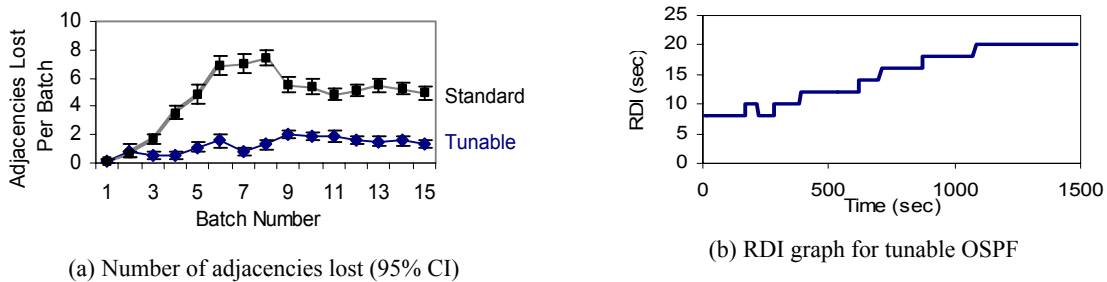 Adjacencies Lost
Per Batch
10
8
6
4
2
0
1 3 5 7 9 11 13 15
Batch Number
Standard
Tunable
(a) Number of adjacencies lost (95% CI)
RDI (sec)
25
20
15
10
5
0
0 500 1000 1500
Time (sec)
(b) RDI graph for tunable OSPF